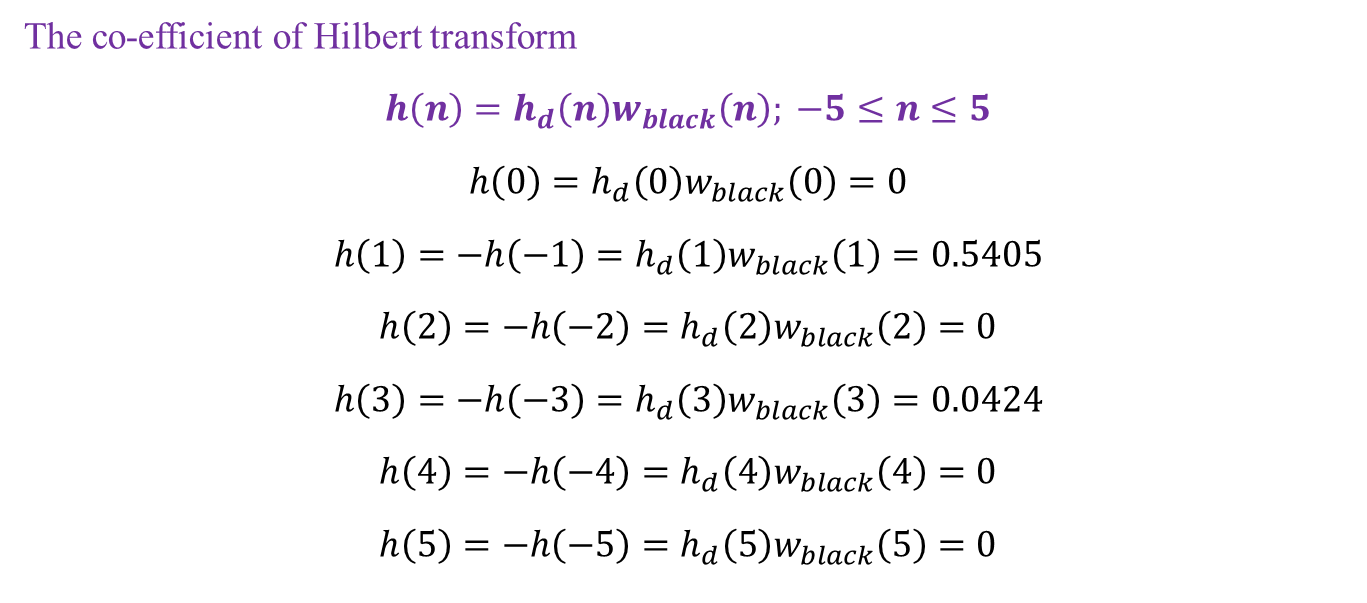 The co-efficient of Hilbert transform
h(n) = h_d(n)w_black(n); −5 ≤ n ≤ 5
h(0) = h_d(0)w_black(0) = 0
h(1) = −h(−1) = h_d(1)w_black(1) = 0.5405
h(2) = −h(−2) = h_d(2)w_black(2) = 0
h(3) = −h(−3) = h_d(3)w_black(3) = 0.0424
h(4) = −h(−4) = h_d(4)w_black(4) = 0
h(5) = −h(−5) = h_d(5)w_black(5) = 0